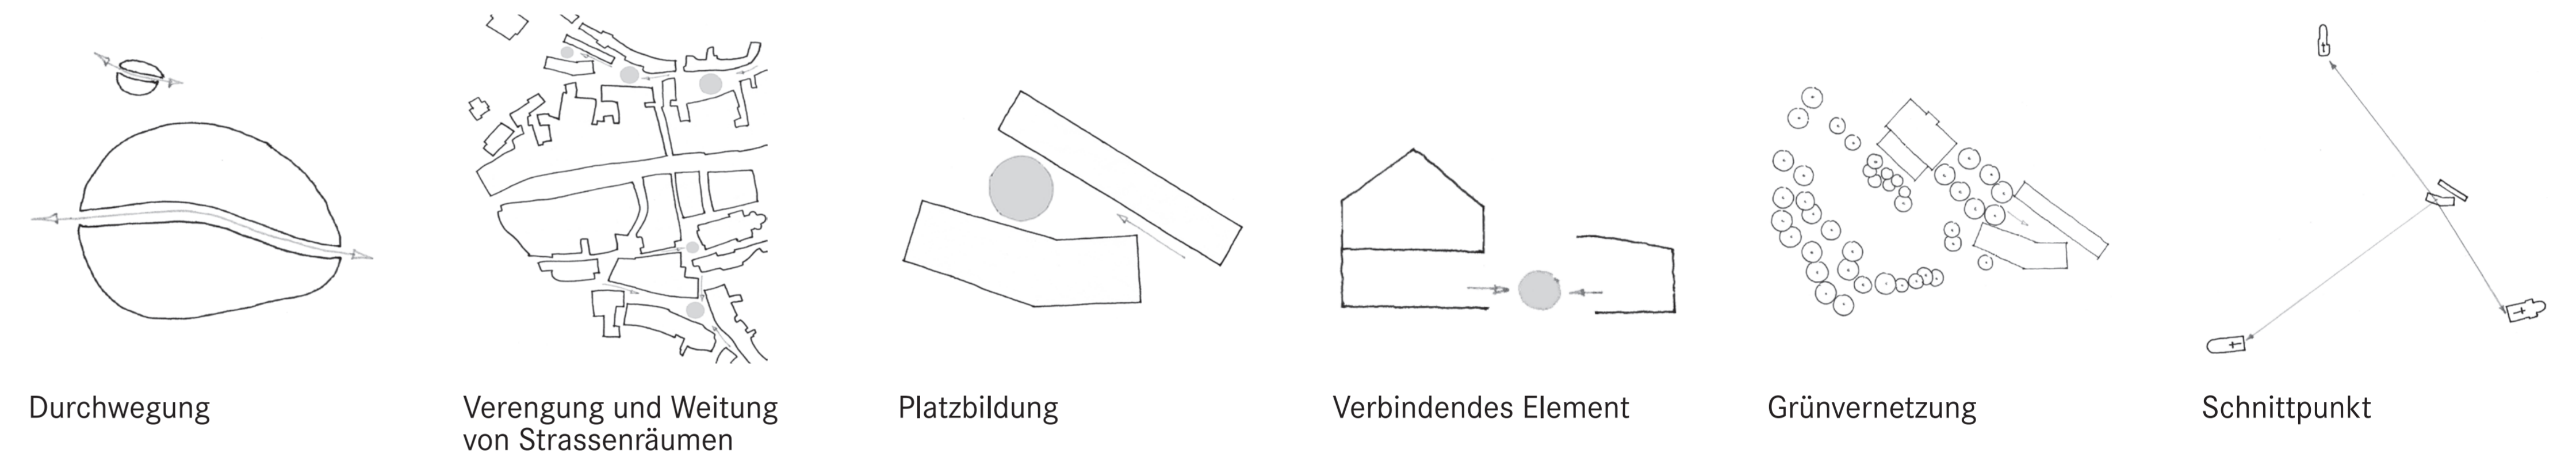 Durchwegung
Verengung und Weitung
von Strassenräumen
Platzbildung
Verbindendes Element
Grünvernetzung
Schnittpunkt